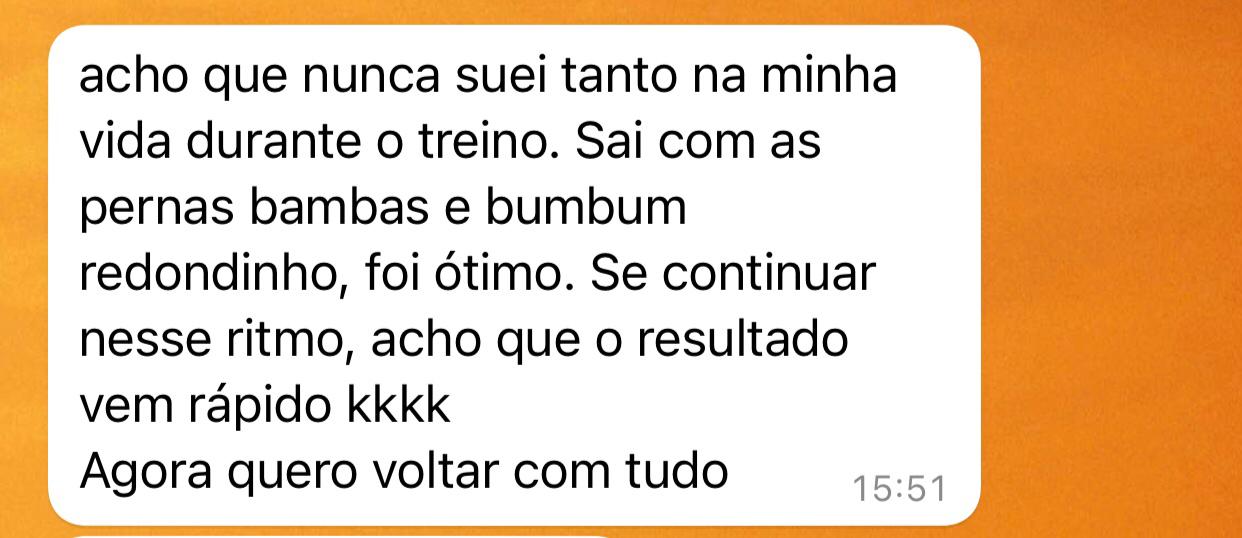 acho que nunca suei tanto na minha
vida durante o treino. Sai com as
pernas bambas e bumbum
redondinho, foi ótimo. Se continuar
nesse ritmo, acho que o resultado
vem rápido kkkk
Agora quero voltar com tudo
15:51